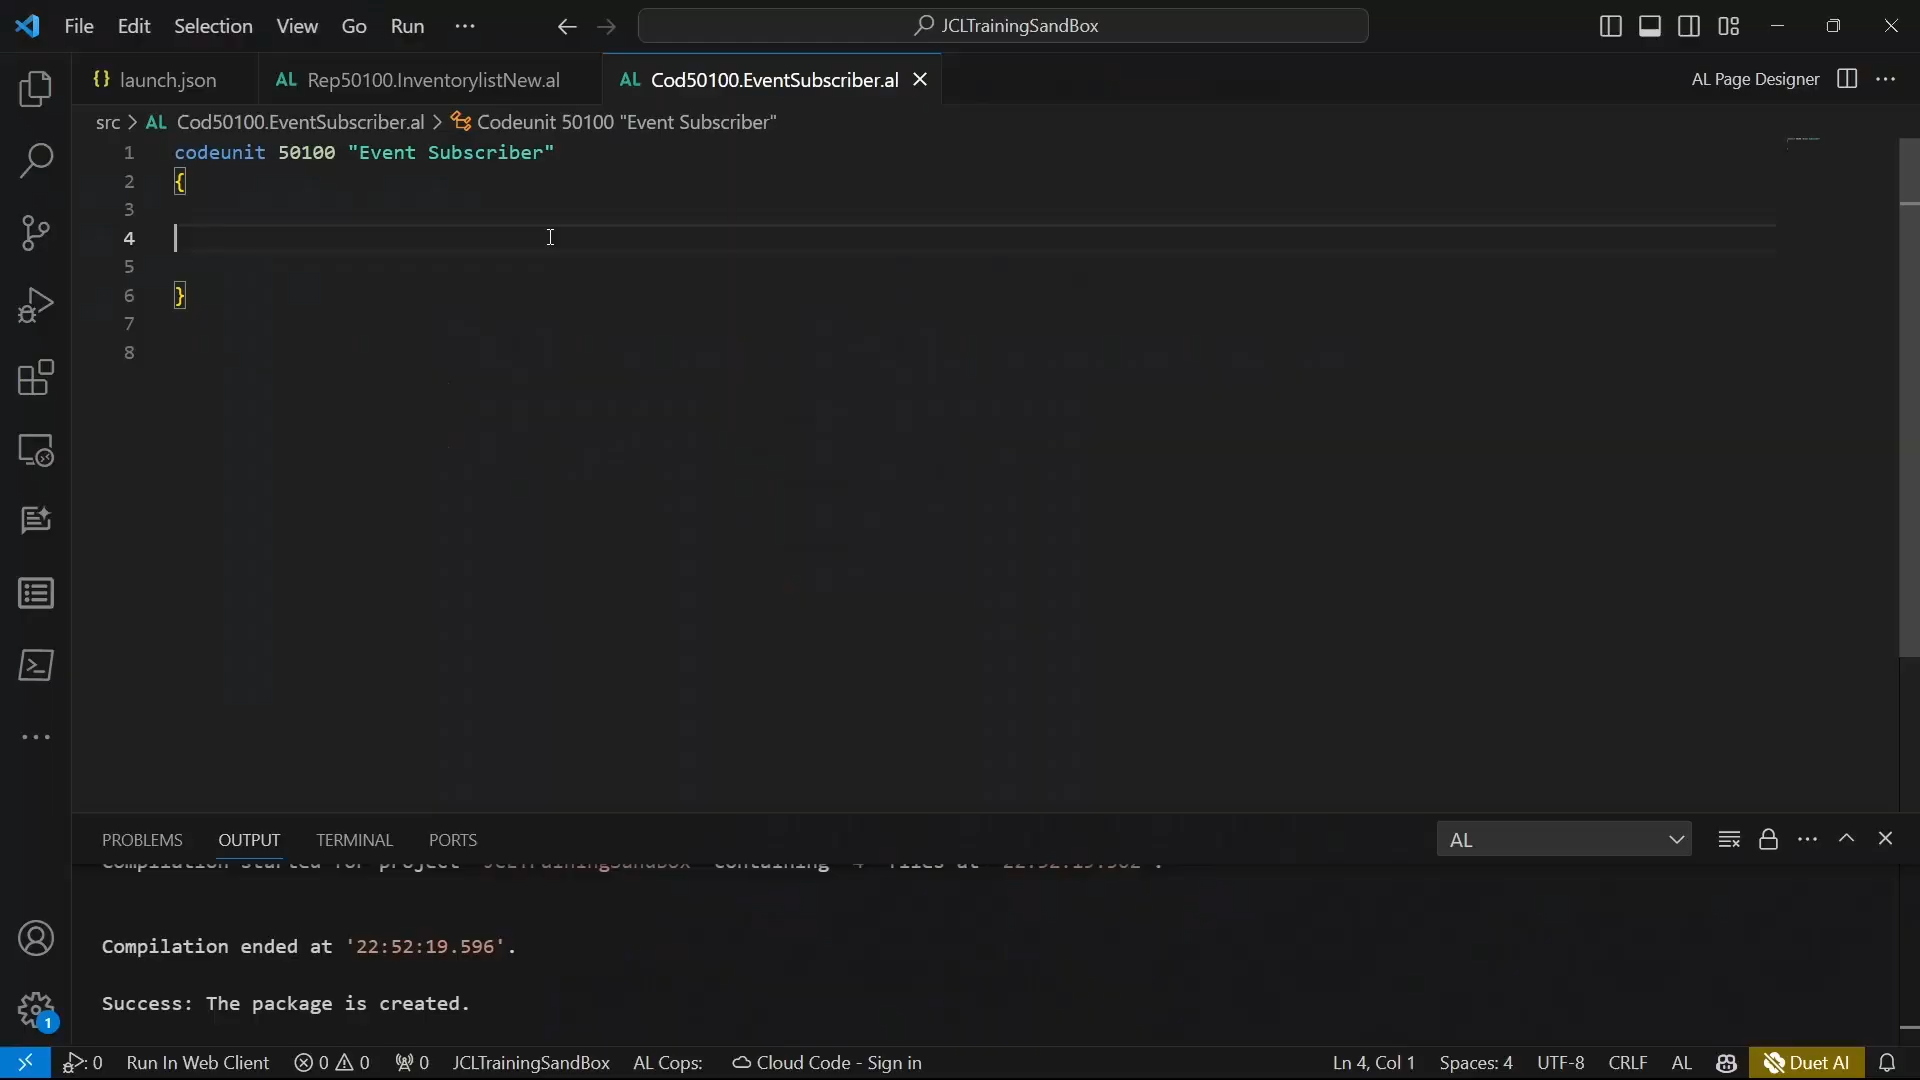 File Edit Selection View Go Run ··· JCLTrainingSandBox
{} launch.json AL Rep50100.InventorylistNew.al AL Cod50100.EventSubscriber.al AL Page Designer
src > AL Cod50100.EventSubscriber.al > Codeunit 50100 "Event Subscriber"
1 codeunit 50100 "Event Subscriber"
2 {
3
4
5
6 }
7
8
PROBLEMS OUTPUT TERMINAL PORTS AL
Compilation ended at '22:52:19.596'.
Success: The package is created.
1
0 Run In Web Client 0 0 0 JCLTrainingSandBox AL Cops: Cloud Code - Sign in Ln 4, Col 1 Spaces: 4 UTF-8 CRLF AL Duet AI